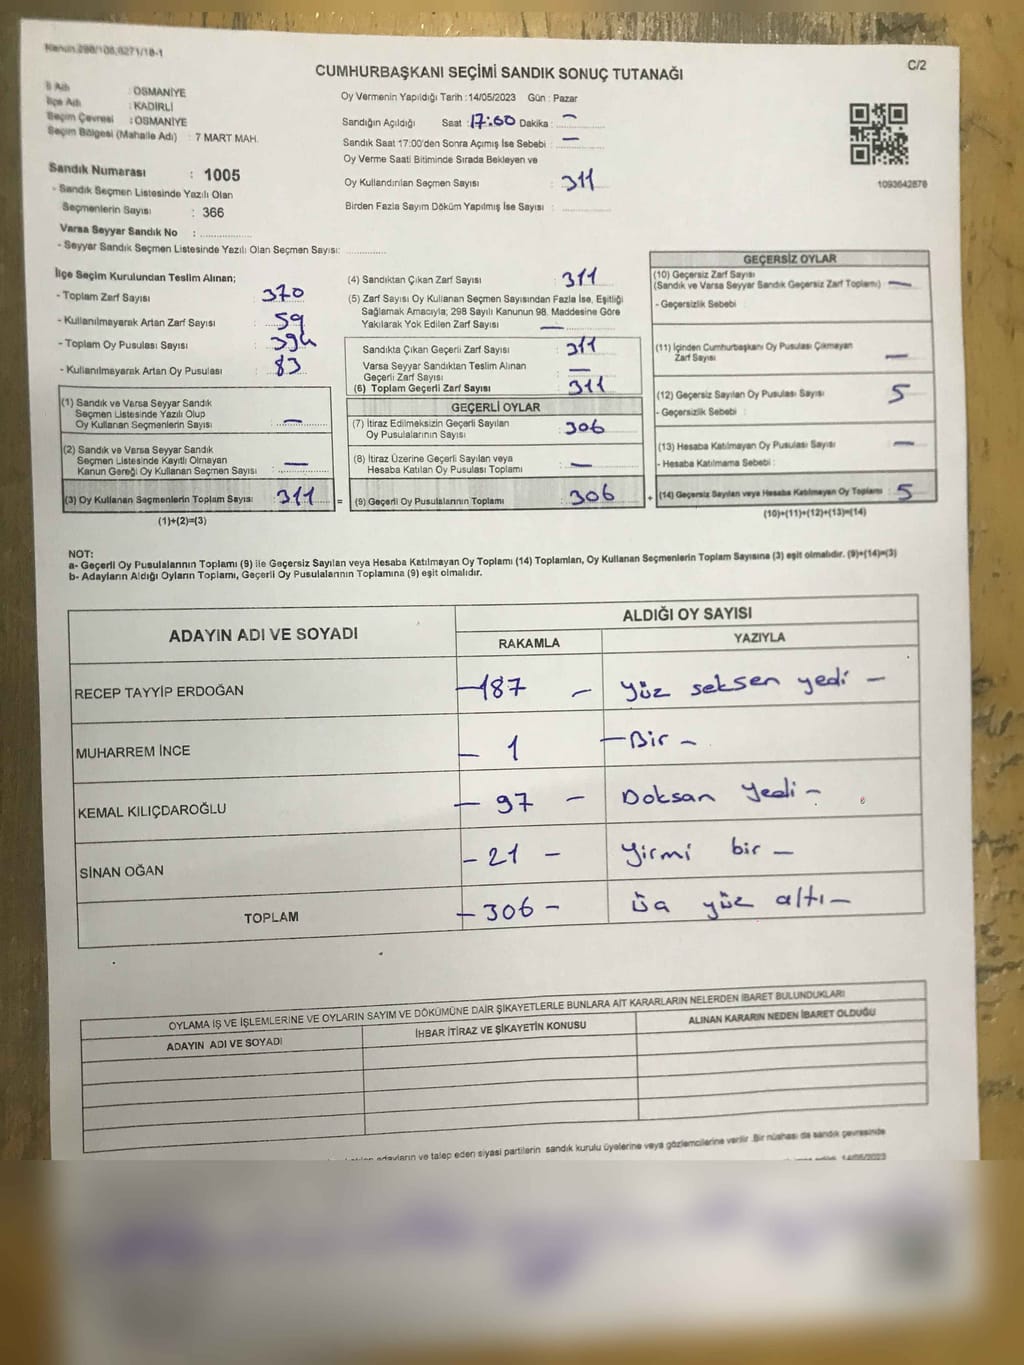 Kanun 298/108,6271/18-1
C/2
CUMHURBAŞKANI SEÇİMİ SANDIK SONUÇ TUTANAĞI
İl Adı : OSMANİYE
İlçe Adı : KADİRLİ
Seçim Çevresi : OSMANİYE
Seçim Bölgesi (Mahalle Adı) : 7 MART MAH.
Sandık Numarası : 1005
- Sandık Seçmen Listesinde Yazılı Olan
Seçmenlerin Sayısı : 366
Varsa Seyyar Sandık No :
- Seyyar Sandık Seçmen Listesinde Yazılı Olan Seçmen Sayısı:
Oy Vermenin Yapıldığı Tarih :14/05/2023 Gün : Pazar
Sandığın Açıldığı Saat :17:00 Dakika : —
Sandık Saat 17:00'den Sonra Açımış İse Sebebi : —
Oy Verme Saati Bitiminde Sırada Bekleyen ve
Oy Kullandırılan Seçmen Sayısı : 311
Birden Fazla Sayım Döküm Yapılmış İse Sayısı :
1093642878
İlçe Seçim Kurulundan Teslim Alınan;
- Toplam Zarf Sayısı : 370
- Kullanılmayarak Artan Zarf Sayısı : 59
- Toplam Oy Pusulası Sayısı : 394
- Kullanılmayarak Artan Oy Pusulası : 83
(1) Sandık ve Varsa Seyyar Sandık
Seçmen Listesinde Yazılı Olup
Oy Kullanan Seçmenlerin Sayısı : —
(2) Sandık ve Varsa Seyyar Sandık
Seçmen Listesinde Kayıtlı Olmayan
Kanun Gereği Oy Kullanan Seçmen Sayısı : —
(3) Oy Kullanan Seçmenlerin Toplam Sayısı : 311 =
(1)+(2)=(3)
(4) Sandıktan Çıkan Zarf Sayısı : 311
(5) Zarf Sayısı Oy Kullanan Seçmen Sayısından Fazla İse, Eşitliği
Sağlamak Amacıyla; 298 Sayılı Kanunun 98. Maddesine Göre
Yakılarak Yok Edilen Zarf Sayısı : —
Sandıkta Çıkan Geçerli Zarf Sayısı : 311
Varsa Seyyar Sandıktan Teslim Alınan
Geçerli Zarf Sayısı : —
(6) Toplam Geçerli Zarf Sayısı : 311
GEÇERLİ OYLAR
(7) İtiraz Edilmeksizin Geçerli Sayılan
Oy Pusulalarının Sayısı : 306
(8) İtiraz Üzerine Geçerli Sayılan veya
Hesaba Katılan Oy Pusulası Toplamı : —
(9) Geçerli Oy Pusulalarının Toplamı : 306 +
GEÇERSİZ OYLAR
(10) Geçersiz Zarf Sayısı
(Sandık ve Varsa Seyyar Sandık Geçersiz Zarf Toplamı) : —
- Geçersizlik Sebebi :
(11) İçinden Cumhurbaşkanı Oy Pusulası Çıkmayan
Zarf Sayısı : —
(12) Geçersiz Sayılan Oy Pusulası Sayısı : 5
- Geçersizlik Sebebi :
(13) Hesaba Katılmayan Oy Pusulası Sayısı : —
- Hesaba Katılmama Sebebi :
(14) Geçersiz Sayılan veya Hesaba Katılmayan Oy Toplamı : 5
(10)+(11)+(12)+(13)=(14)
NOT:
a- Geçerli Oy Pusulalarının Toplamı (9) ile Geçersiz Sayılan veya Hesaba Katılmayan Oy Toplamı (14) Toplamları, Oy Kullanan Seçmenlerin Toplam Sayısına (3) eşit olmalıdır. (9)+(14)=(3)
b- Adayların Aldığı Oyların Toplamı, Geçerli Oy Pusulalarının Toplamına (9) eşit olmalıdır.
ADAYIN ADI VE SOYADI
ALDIĞI OY SAYISI
RAKAMLA YAZIYLA
RECEP TAYYİP ERDOĞAN —187 — yüz seksen yedi —
MUHARREM İNCE — 1 —Bir —
KEMAL KILIÇDAROĞLU — 97 — Doksan Yedi —
SİNAN OĞAN — 21 — Yirmi bir —
TOPLAM — 306 — üç yüz altı —
OYLAMA İŞ VE İŞLEMLERİNE VE OYLARIN SAYIM VE DÖKÜMÜNE DAİR ŞİKAYETLERLE BUNLARA AİT KARARLARIN NELERDEN İBARET BULUNDUKLARI
ADAYIN ADI VE SOYADI İHBAR İTİRAZ VE ŞİKAYETİN KONUSU ALINAN KARARIN NEDEN İBARET OLDUĞU
adayların ve talep eden siyasi partilerin sandık kurulu üyelerine veya gözlemcilerine verilir. Bir nüshası da sandık çevresinde
14/05/2023